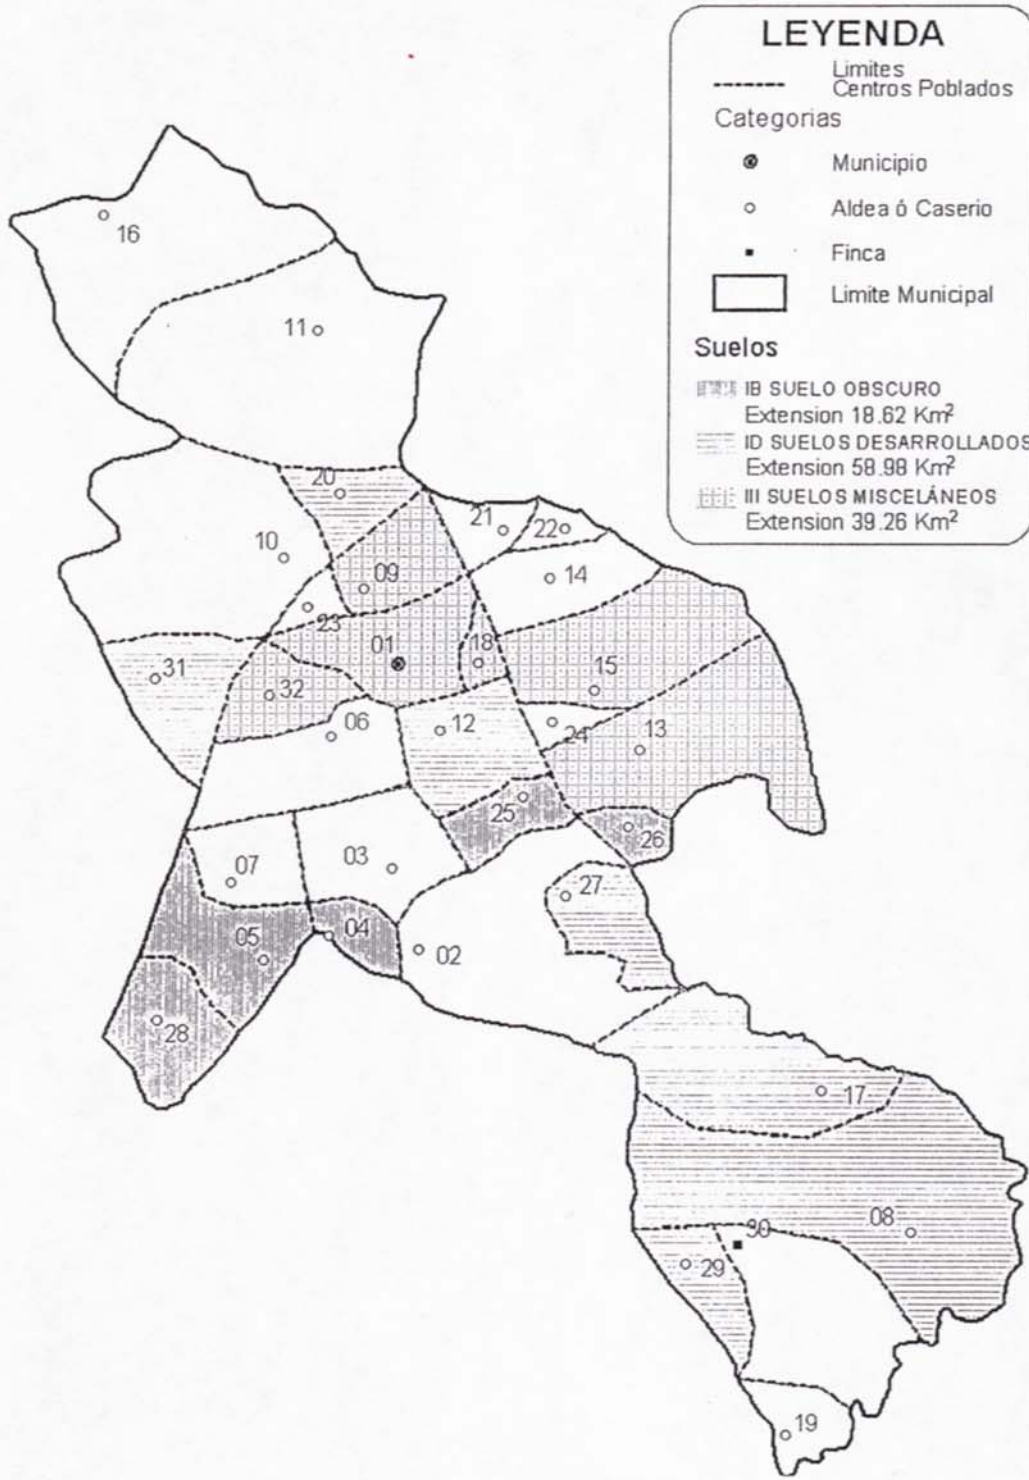 LEYENDA
Limites
Centros Poblados
Categorias
Municipio
Aldea ó Caserio
Finca
Limite Municipal
Suelos
IB SUELO OBSCURO
Extension 18.62 Km²
ID SUELOS DESARROLLADOS
Extension 58.98 Km²
III SUELOS MISCELÁNEOS
Extension 39.26 Km²
16
11
20
21
22
10
09
14
23
01
18
31
32
15
06
12
24
13
25
26
03
07
27
05
04
02
28
17
08
30
29
19